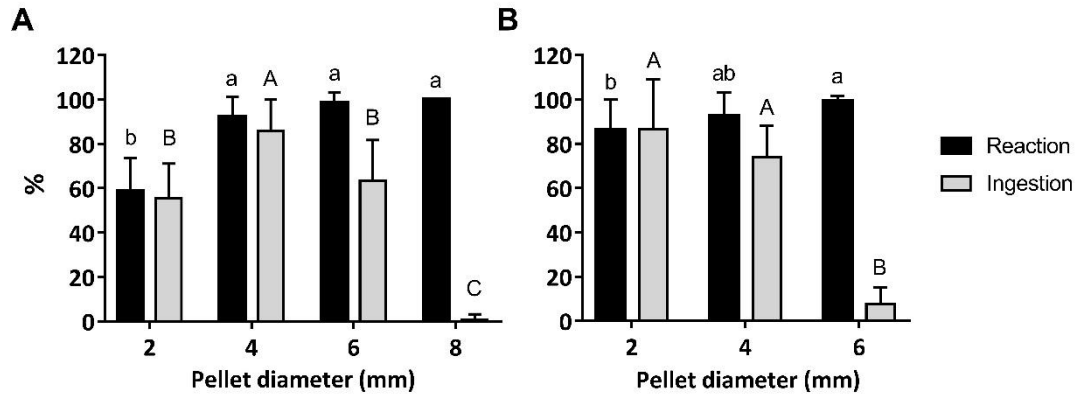 A
120
100
80
60
40
20
0
%
b B
a A
a B
a C
2 4 6 8
Pellet diameter (mm)
B
120
100
80
60
40
20
0
b A
ab A
a B
2 4 6
Pellet diameter (mm)
Reaction
Ingestion